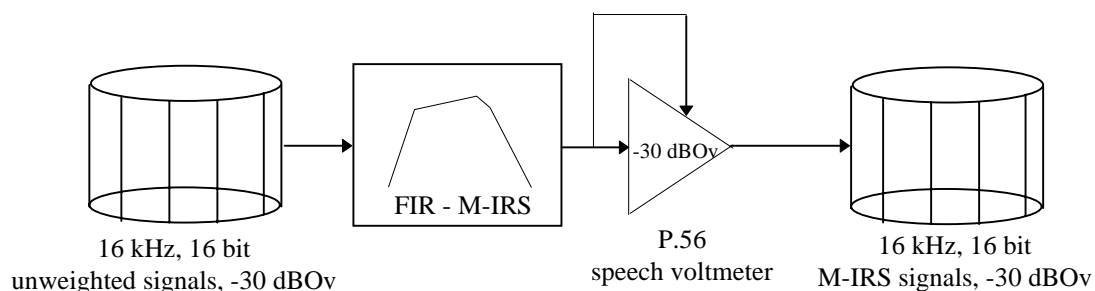 -30 dBOv
FIR - M-IRS
16 kHz, 16 bit
unweighted signals, -30 dBOv
P.56
speech voltmeter
16 kHz, 16 bit
M-IRS signals, -30 dBOv